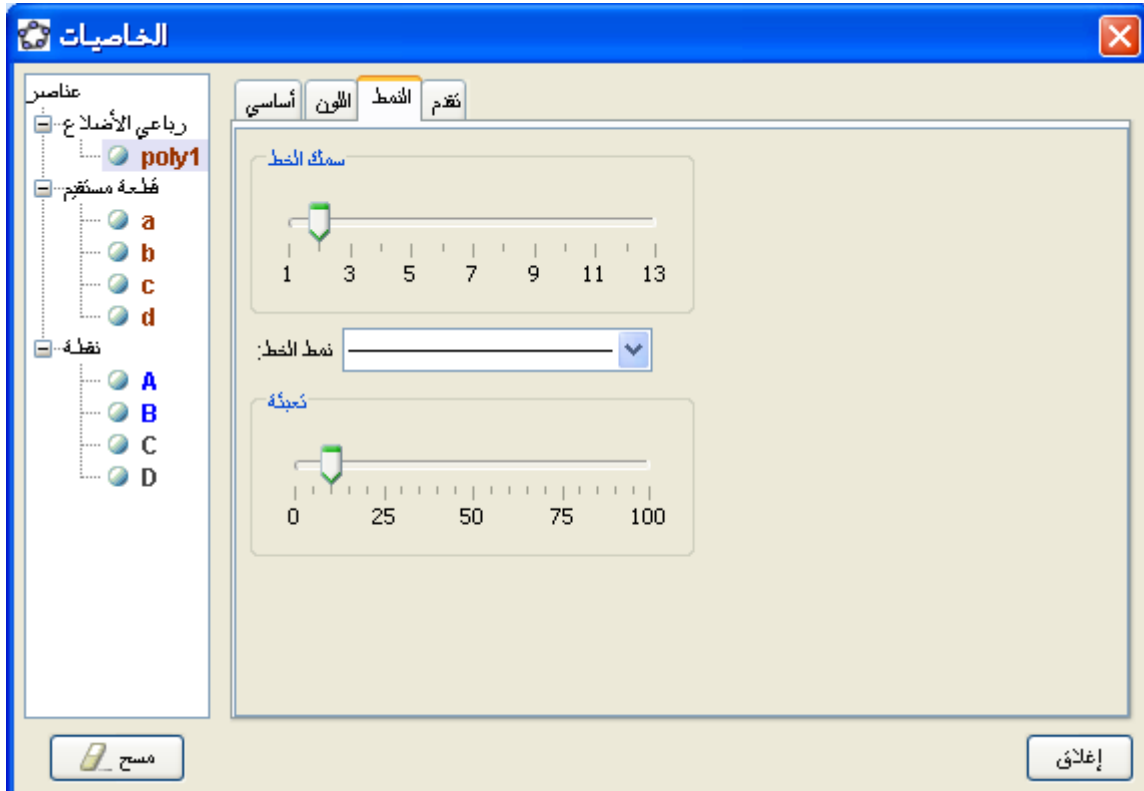 الخاصيات
عناصر
رباعي الأضلاع
poly1
قطعة مستقيم
a
b
c
d
نقطة
A
B
C
D
أساسي
اللون
النمط
تقدم
سمك الخط
1 3 5 7 9 11 13
نمط الخط:
تعبئة
0 25 50 75 100
مسح
إغلاق